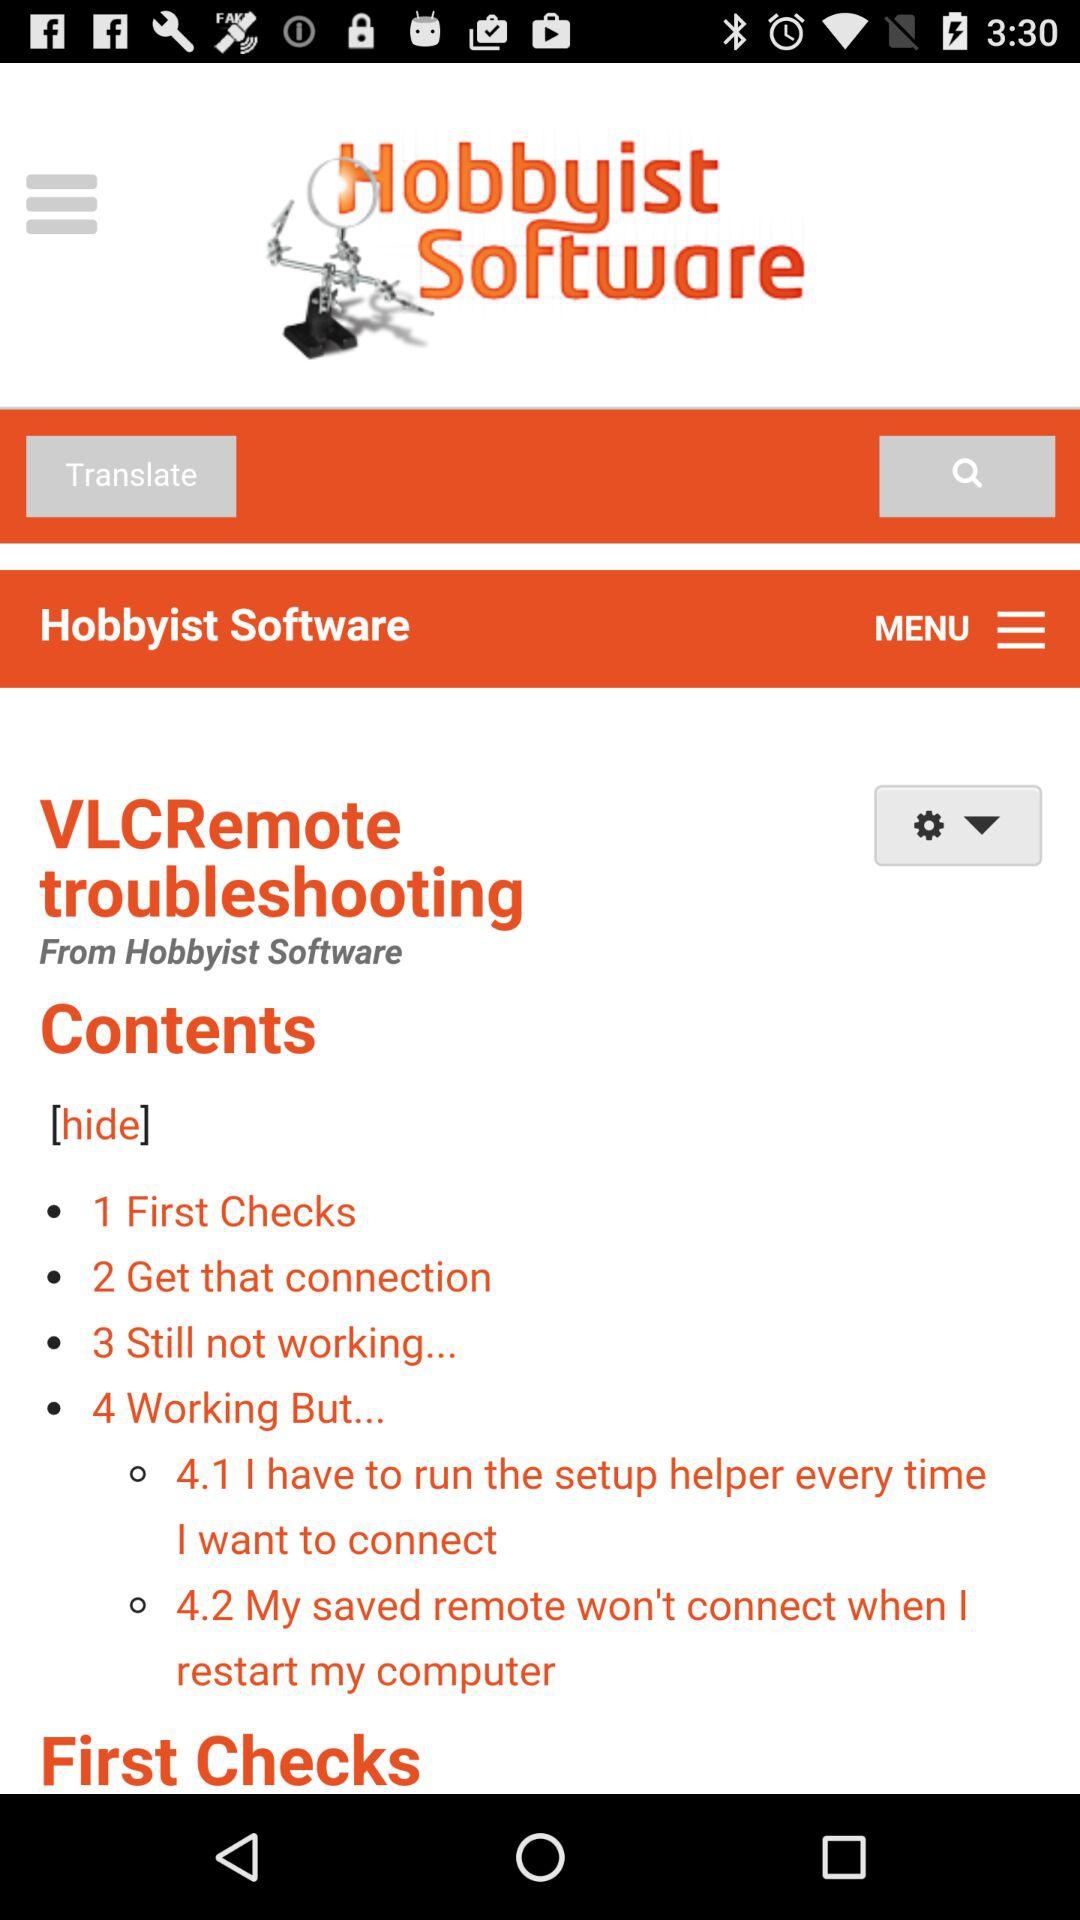 FAKE
3:30
Hobbyist
Software
Translate
Hobbyist Software
MENU
VLCRemote
troubleshooting
From Hobbyist Software
Contents
[hide]
• 1 First Checks
• 2 Get that connection
• 3 Still not working...
• 4 Working But...
◦ 4.1 I have to run the setup helper every time
I want to connect
◦ 4.2 My saved remote won't connect when I
restart my computer
First Checks